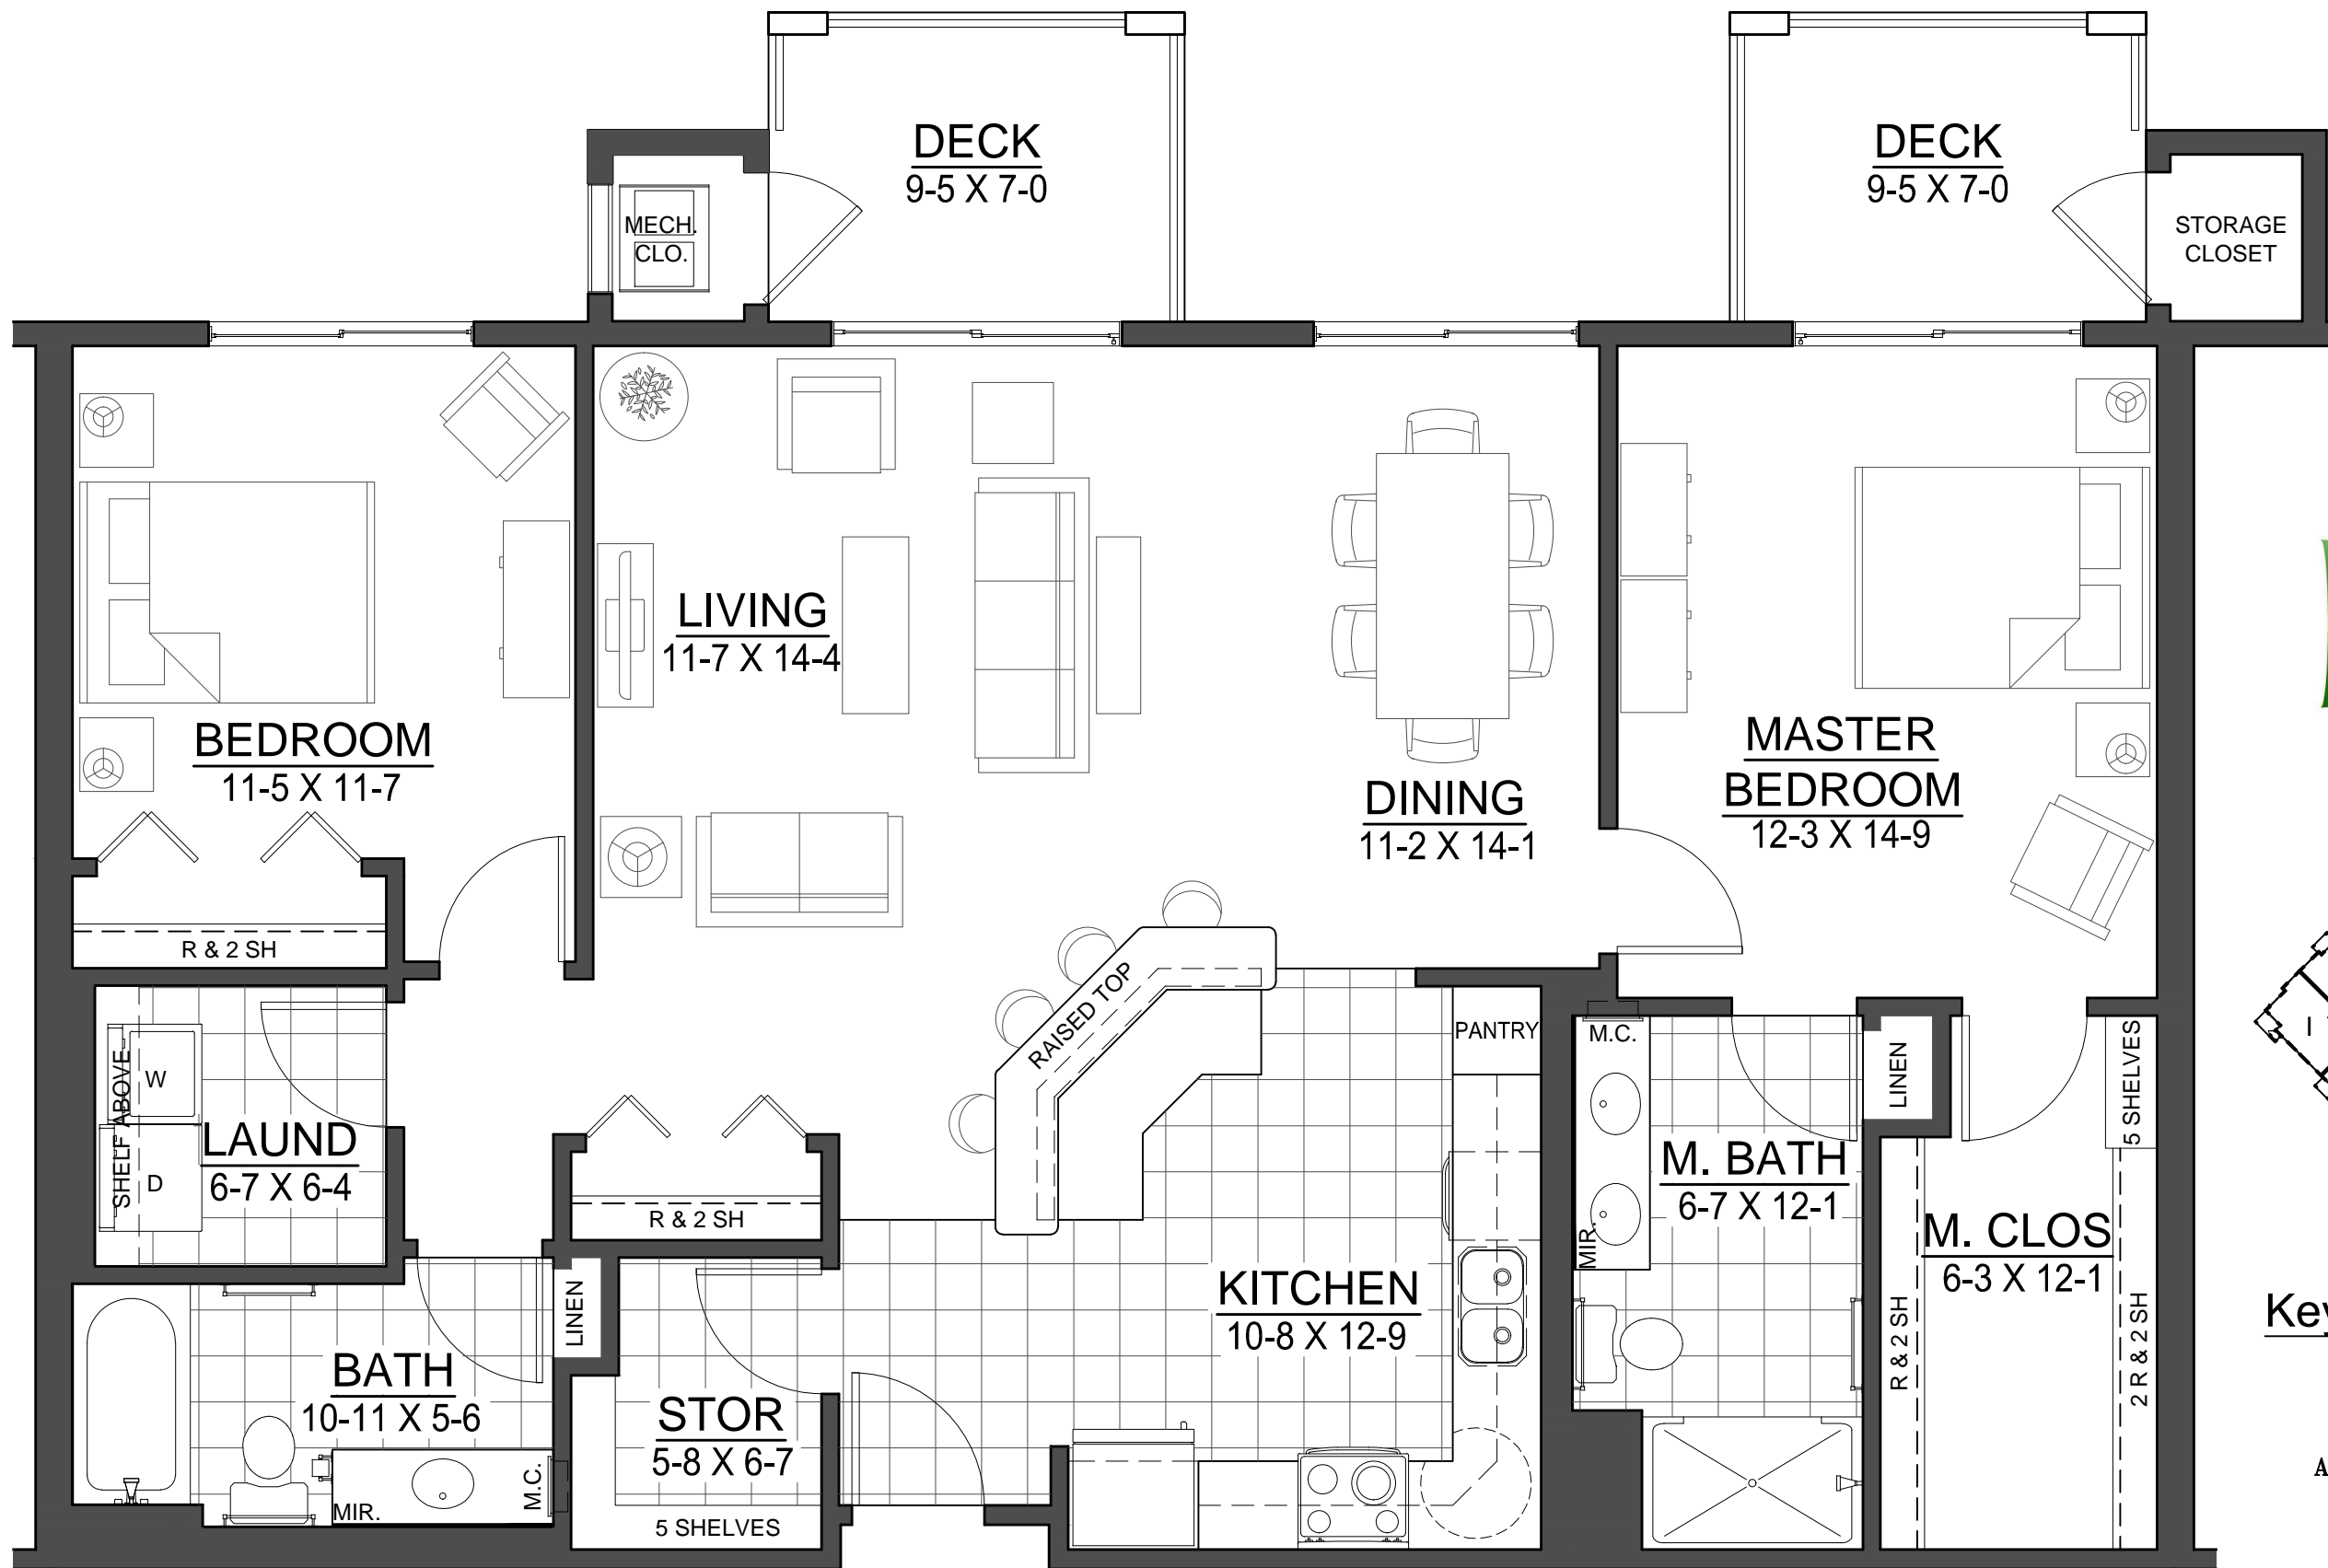 DECK
9-5 X 7-0
DECK
9-5 X 7-0
MECH.
CLO.
STORAGE
CLOSET
LIVING
11-7 X 14-4
BEDROOM
11-5 X 11-7
MASTER
BEDROOM
12-3 X 14-9
DINING
11-2 X 14-1
R & 2 SH
RAISED TOP
PANTRY
M.C.
LINEN
5 SHELVES
SHELF ABOVE
W
D
LAUND
6-7 X 6-4
R & 2 SH
M. BATH
6-7 X 12-1
MIR.
M. CLOS
6-3 X 12-1
R & 2 SH
2 R & 2 SH
KITCHEN
10-8 X 12-9
LINEN
BATH
10-11 X 5-6
MIR.
M.C.
STOR
5-8 X 6-7
5 SHELVES
Key
A